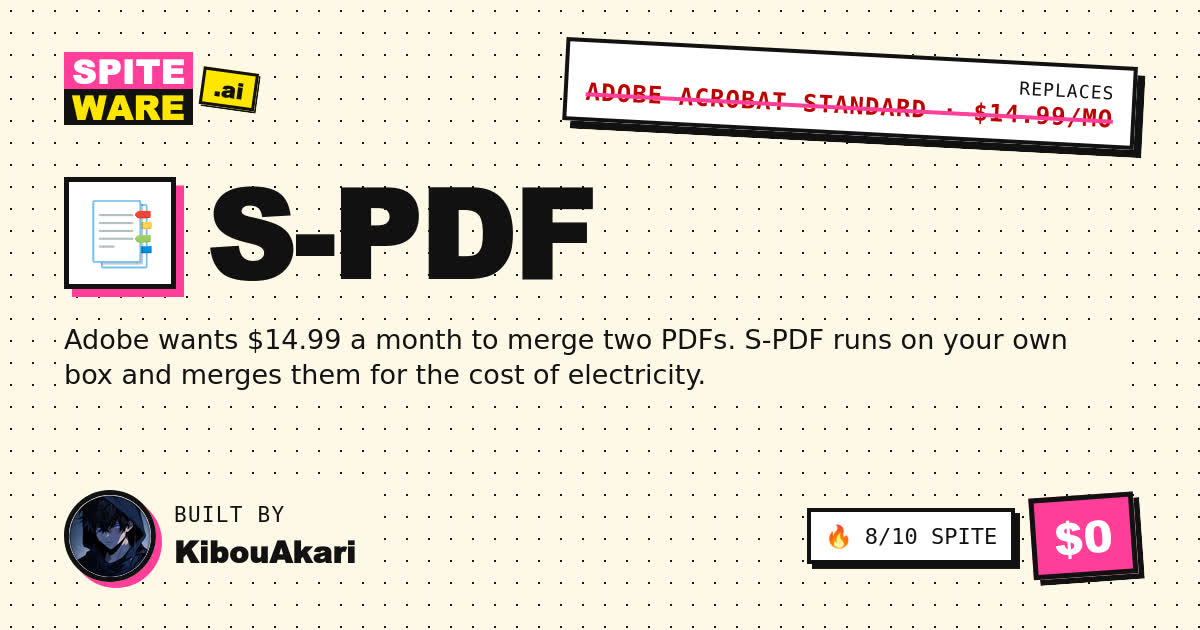 SPITE
WARE
.ai
REPLACES
ADOBE ACROBAT STANDARD · $14.99/MO
S-PDF
Adobe wants $14.99 a month to merge two PDFs. S-PDF runs on your own
box and merges them for the cost of electricity.
BUILT BY
KibouAkari
🔥 8/10 SPITE
$0